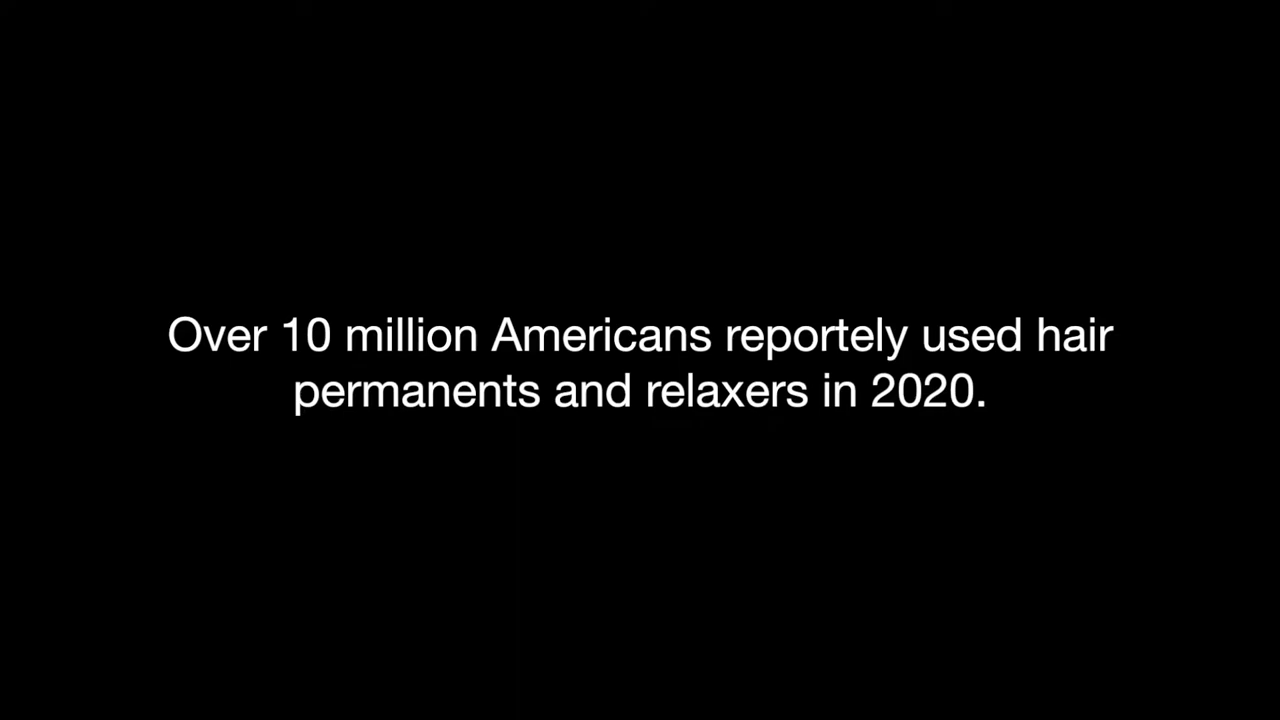 Over 10 million Americans reportely used hair
permanents and relaxers in 2020.